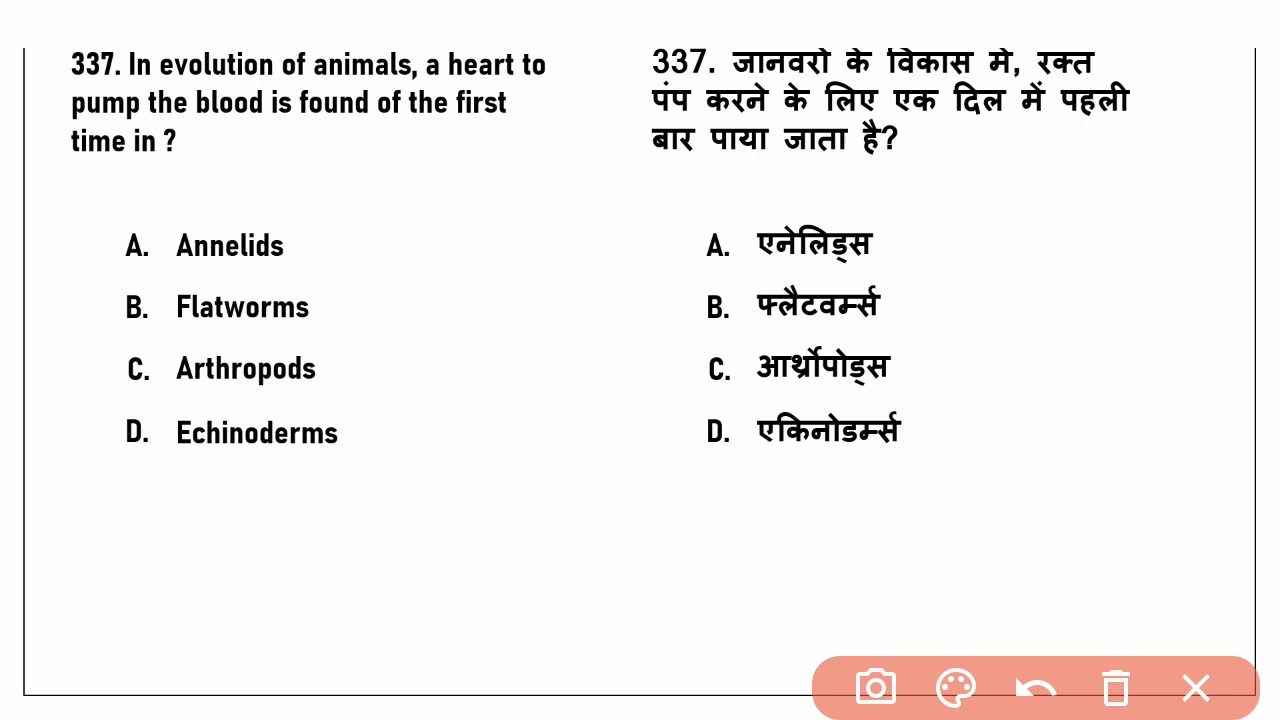 337. In evolution of animals, a heart to
pump the blood is found of the first
time in ?
A. Annelids
B. Flatworms
C. Arthropods
D. Echinoderms
337. जानवरों के विकास में, रक्त
पंप करने के लिए एक दिल में पहली
बार पाया जाता है?
A. एनेलिड्स
B. फ्लैटवर्म्स
C. आर्थ्रोपोड्स
D. एकिनोडर्म्स